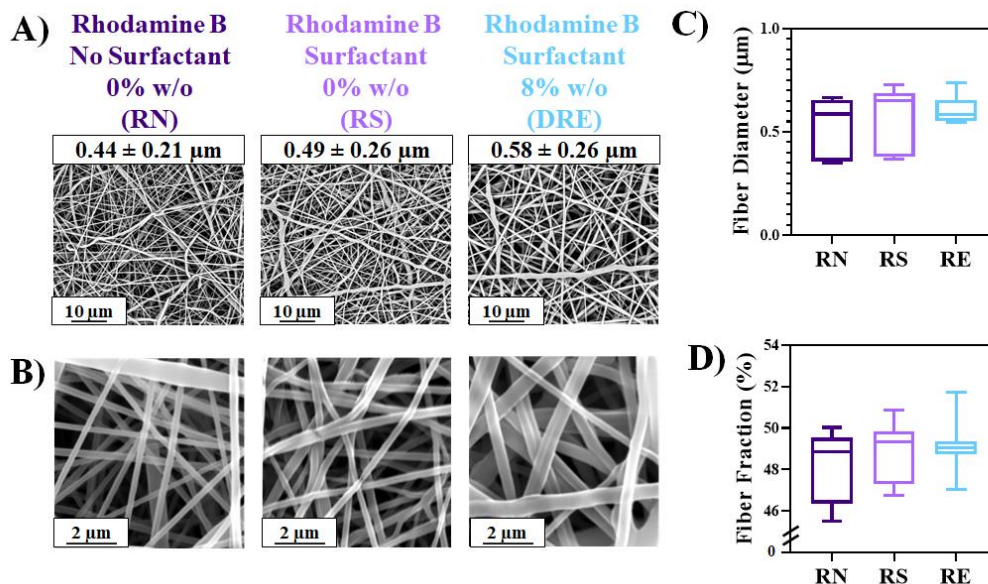 A)
Rhodamine B
No Surfactant
0% w/o
(RN)
Rhodamine B
Surfactant
0% w/o
(RS)
Rhodamine B
Surfactant
8% w/o
(DRE)
0.44 ± 0.21 µm
0.49 ± 0.26 µm
0.58 ± 0.26 µm
10 µm
10 µm
10 µm
B)
2 µm
2 µm
2 µm
C)
Fiber Diameter (µm)
1.0
0.5
0.0
RN
RS
RE
D)
Fiber Fraction (%)
54
52
50
48
46
0
RN
RS
RE